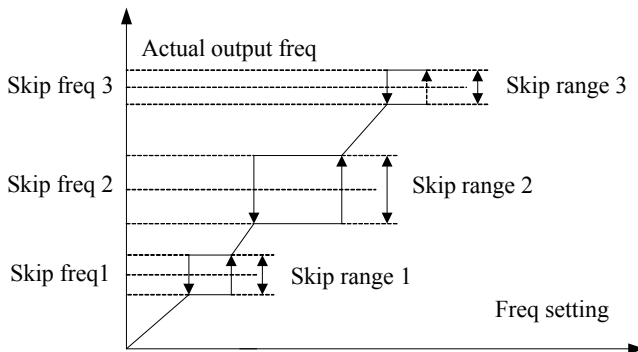 Actual output freq
Skip freq 3
Skip range 3
Skip freq 2
Skip range 2
Skip freq1
Skip range 1
Freq setting